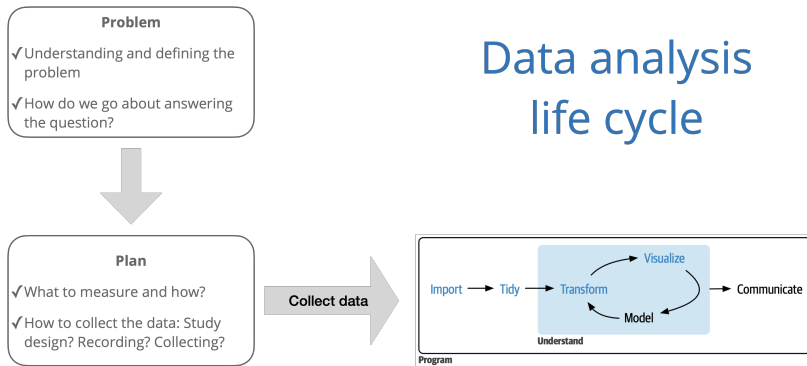 Problem
✓Understanding and defining the
problem
✓How do we go about answering
the question?
Data analysis
life cycle
Plan
✓What to measure and how?
✓How to collect the data: Study
design? Recording? Collecting?
Collect data
Import
Tidy
Transform
Visualize
Model
Communicate
Understand
Program